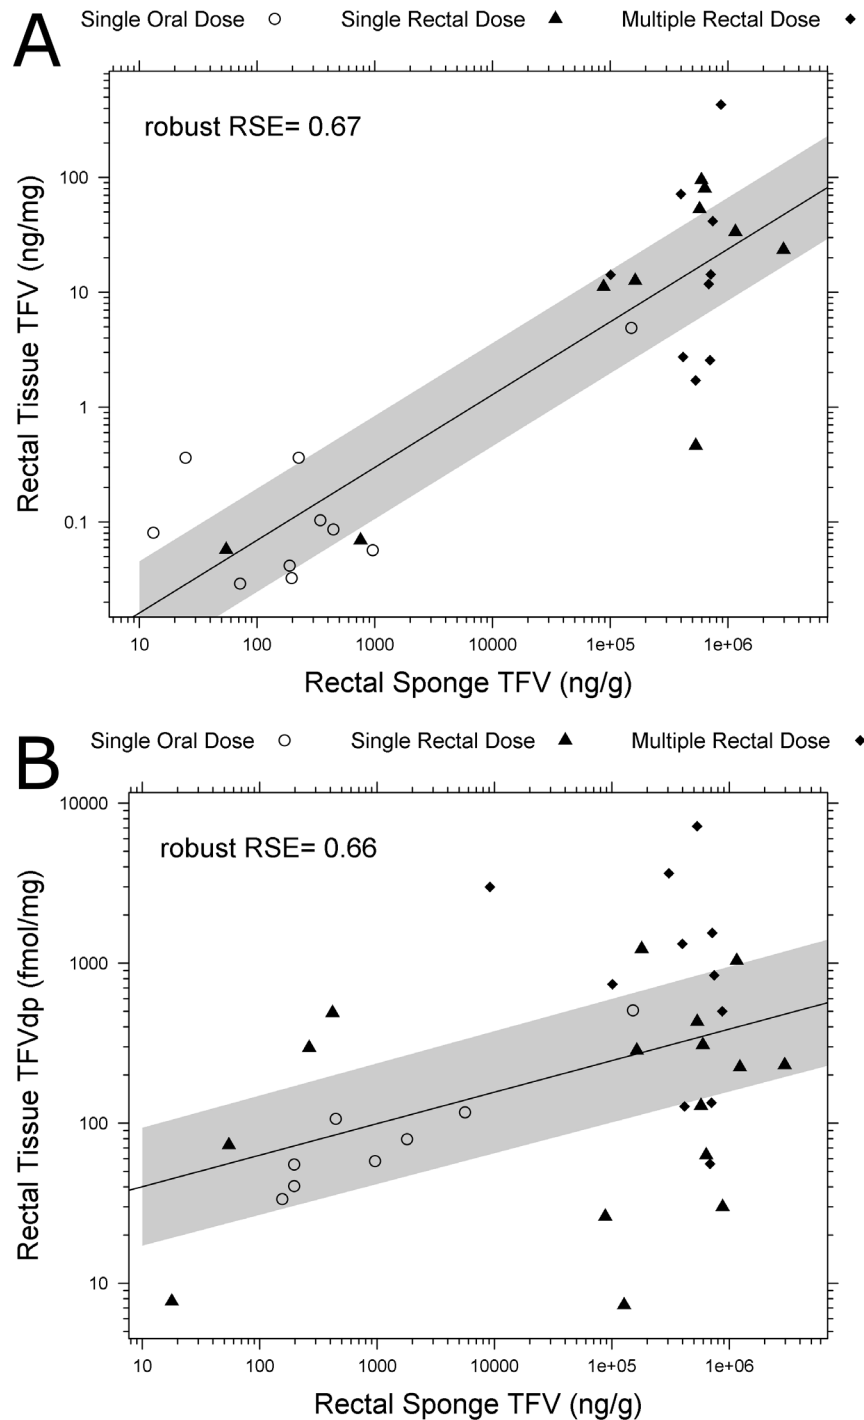 A
Single Oral Dose
Single Rectal Dose
Multiple Rectal Dose
robust RSE= 0.67
Rectal Tissue TFV (ng/mg)
100
10
1
0.1
10 100 1000 10000 1e+05 1e+06
Rectal Sponge TFV (ng/g)
B
Single Oral Dose
Single Rectal Dose
Multiple Rectal Dose
robust RSE= 0.66
Rectal Tissue TFVdp (fmol/mg)
10000
1000
100
10
10 100 1000 10000 1e+05 1e+06
Rectal Sponge TFV (ng/g)